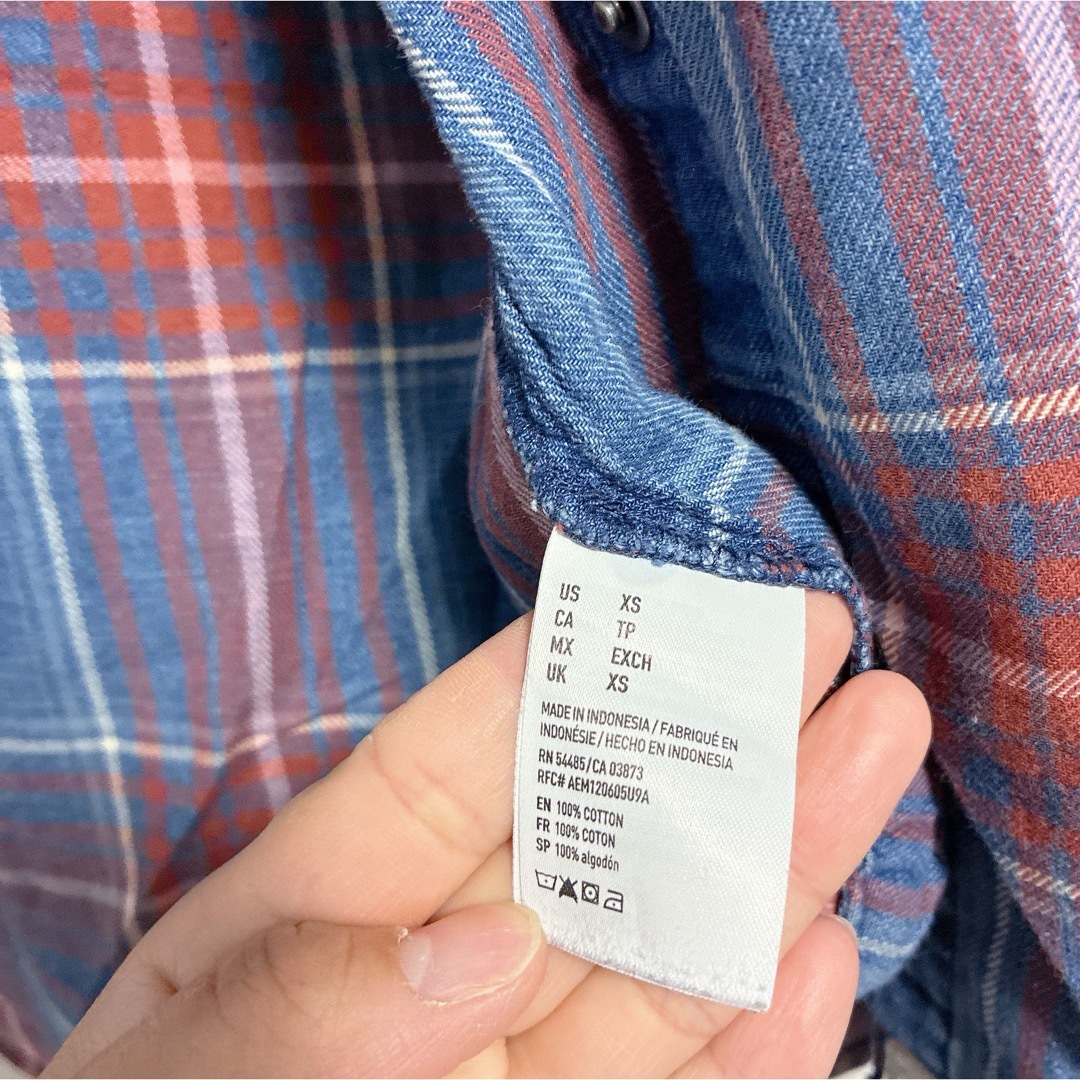 US XS
CA TP
MX EXCH
UK XS
MADE IN INDONESIA / FABRIQUÉ EN
INDONÉSIE / HECHO EN INDONESIA
RN 54485/CA 03873
RFC# AEM120605U9A
EN 100% COTTON
FR 100% COTON
SP 100% algodón